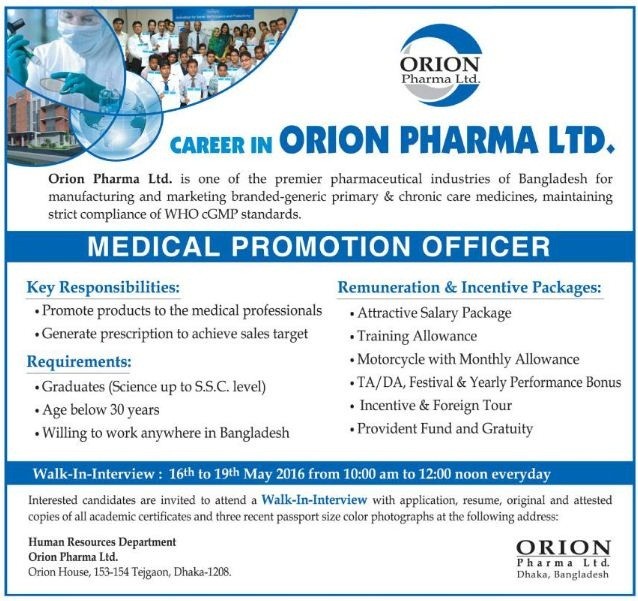 ORION
Pharma Ltd.
CAREER IN ORION PHARMA LTD.
Orion Pharma Ltd. is one of the premier pharmaceutical industries of Bangladesh for
manufacturing and marketing branded-generic primary & chronic care medicines, maintaining
strict compliance of WHO cGMP standards.
MEDICAL PROMOTION OFFICER
Key Responsibilities:
• Promote products to the medical professionals
• Generate prescription to achieve sales target
Requirements:
• Graduates (Science up to S.S.C. level)
• Age below 30 years
• Willing to work anywhere in Bangladesh
Remuneration & Incentive Packages:
• Attractive Salary Package
• Training Allowance
• Motorcycle with Monthly Allowance
• TA/DA, Festival & Yearly Performance Bonus
• Incentive & Foreign Tour
• Provident Fund and Gratuity
Walk-In-Interview : 16th to 19th May 2016 from 10:00 am to 12:00 noon everyday
Interested candidates are invited to attend a Walk-In-Interview with application, resume, original and attested
copies of all academic certificates and three recent passport size color photographs at the following address:
Human Resources Department
Orion Pharma Ltd.
Orion House, 153-154 Tejgaon, Dhaka-1208.
ORION
Pharma Ltd.
Dhaka, Bangladesh